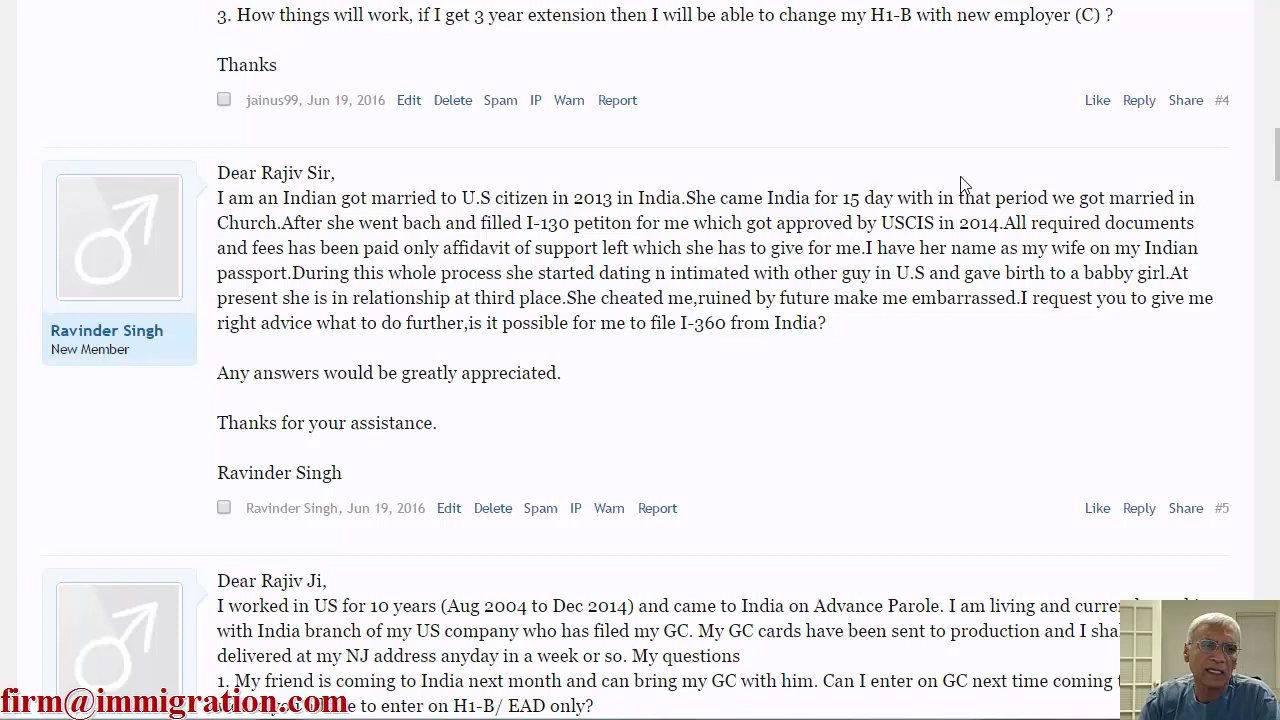 3. How things will work, if I get 3 year extension then I will be able to change my H1-B with new employer (C) ?
Thanks
jainus99, Jun 19, 2016 Edit Delete Spam IP Warn Report Like Reply Share #4
Dear Rajiv Sir,
I am an Indian got married to U.S citizen in 2013 in India.She came India for 15 day with in that period we got married in
Church.After she went bach and filled I-130 petiton for me which got approved by USCIS in 2014.All required documents
and fees has been paid only affidavit of support left which she has to give for me.I have her name as my wife on my Indian
passport.During this whole process she started dating n intimated with other guy in U.S and gave birth to a babby girl.At
present she is in relationship at third place.She cheated me,ruined by future make me embarrassed.I request you to give me
right advice what to do further,is it possible for me to file I-360 from India?
Ravinder Singh
New Member
Any answers would be greatly appreciated.
Thanks for your assistance.
Ravinder Singh
Ravinder Singh, Jun 19, 2016 Edit Delete Spam IP Warn Report Like Reply Share #5
Dear Rajiv Ji,
I worked in US for 10 years (Aug 2004 to Dec 2014) and came to India on Advance Parole. I am living and
with India branch of my US company who has filed my GC. My GC cards have been sent to production and I
delivered at my NJ address anyday in a week or so. My questions
1. My friend is coming to India next month and can bring my GC with him. Can I enter on GC next time coming
to enter on H1-B/ EAD only?
firm@immigration.com